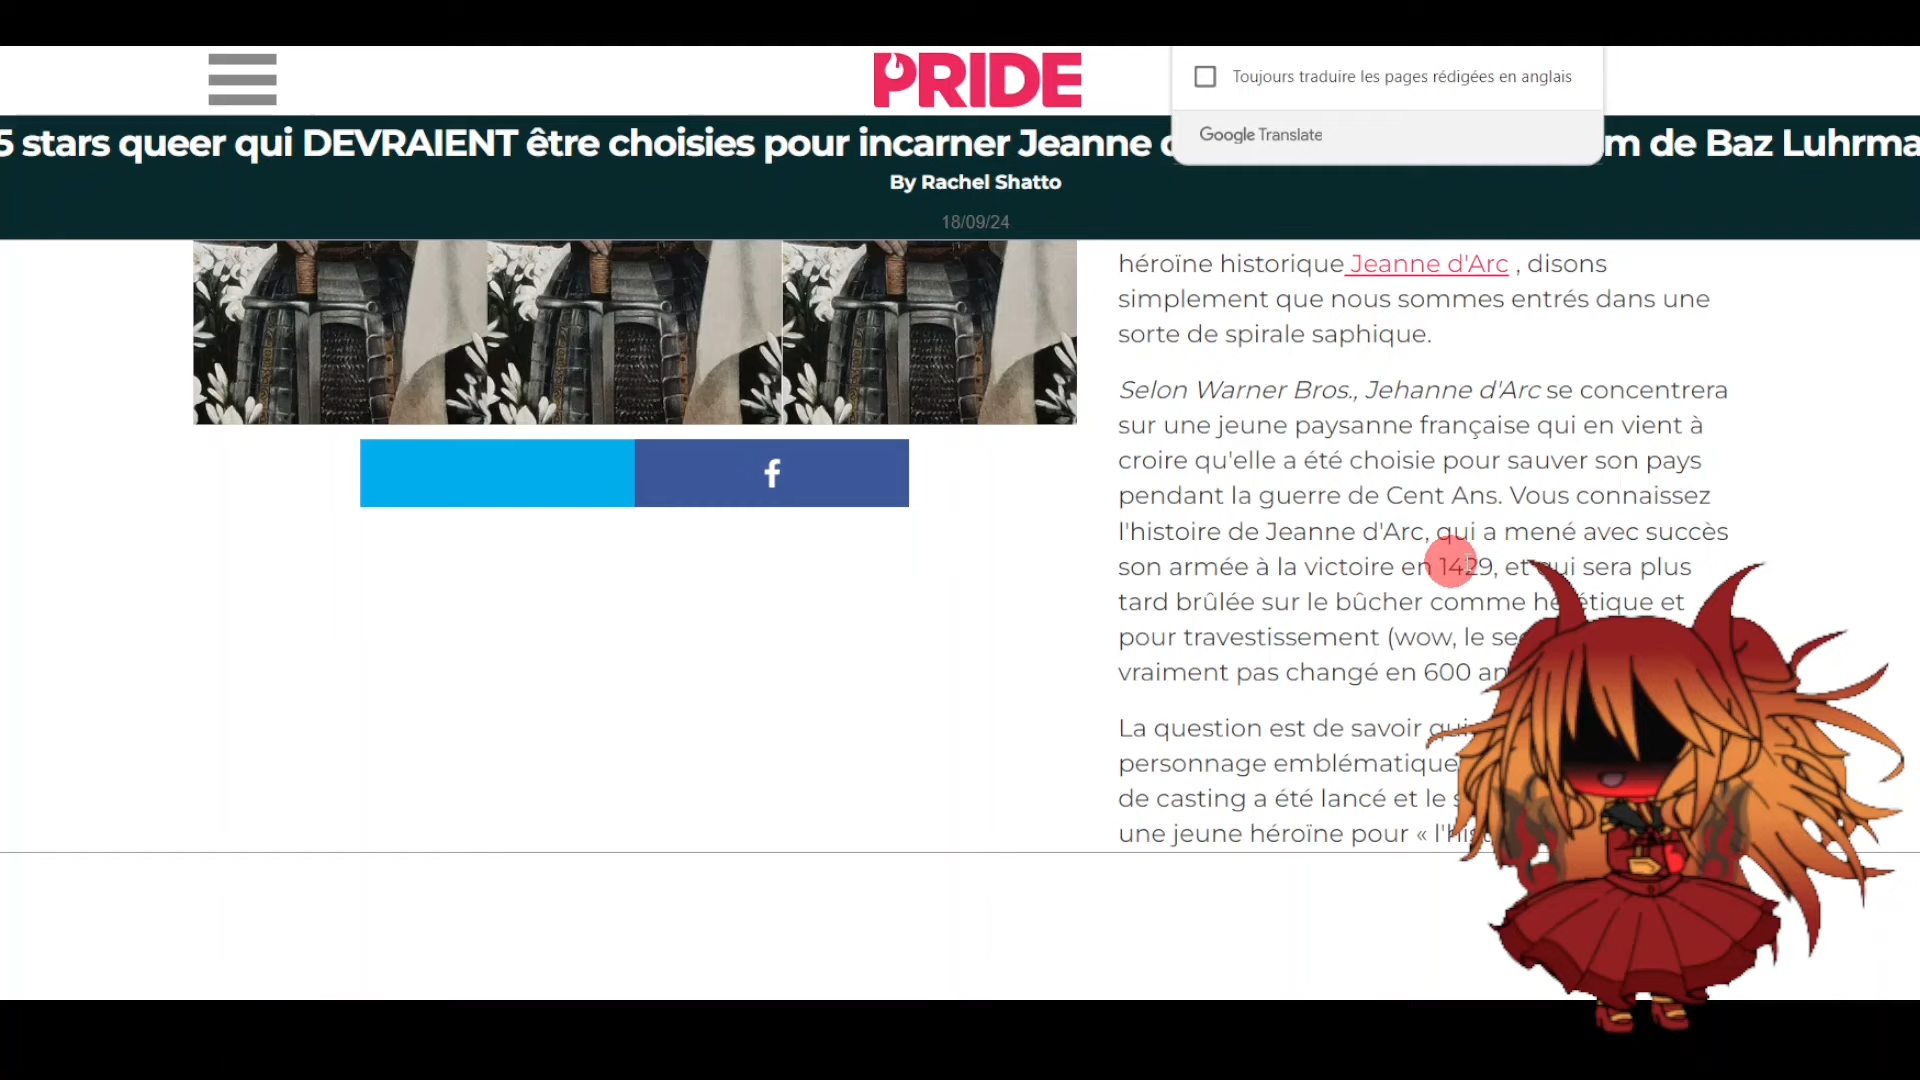 PRIDE
Toujours traduire les pages rédigées en anglais
Google Translate
5 stars queer qui DEVRAIENT être choisies pour incarner Jeanne m de Baz Luhrma
By Rachel Shatto
18/09/24
héroïne historique Jeanne d'Arc , disons
simplement que nous sommes entrés dans une
sorte de spirale saphique.
Selon Warner Bros., Jehanne d'Arc se concentrera
sur une jeune paysanne française qui en vient à
croire qu'elle a été choisie pour sauver son pays
pendant la guerre de Cent Ans. Vous connaissez
l'histoire de Jeanne d'Arc, qui a mené avec succès
son armée à la victoire en 1429, et qui sera plus
tard brûlée sur le bûcher comme hérétique et
pour travestissement (wow, le
vraiment pas changé en 600
La question est de savoir qui
personnage emblématique
de casting a été lancé et le
une jeune héroïne pour «
f